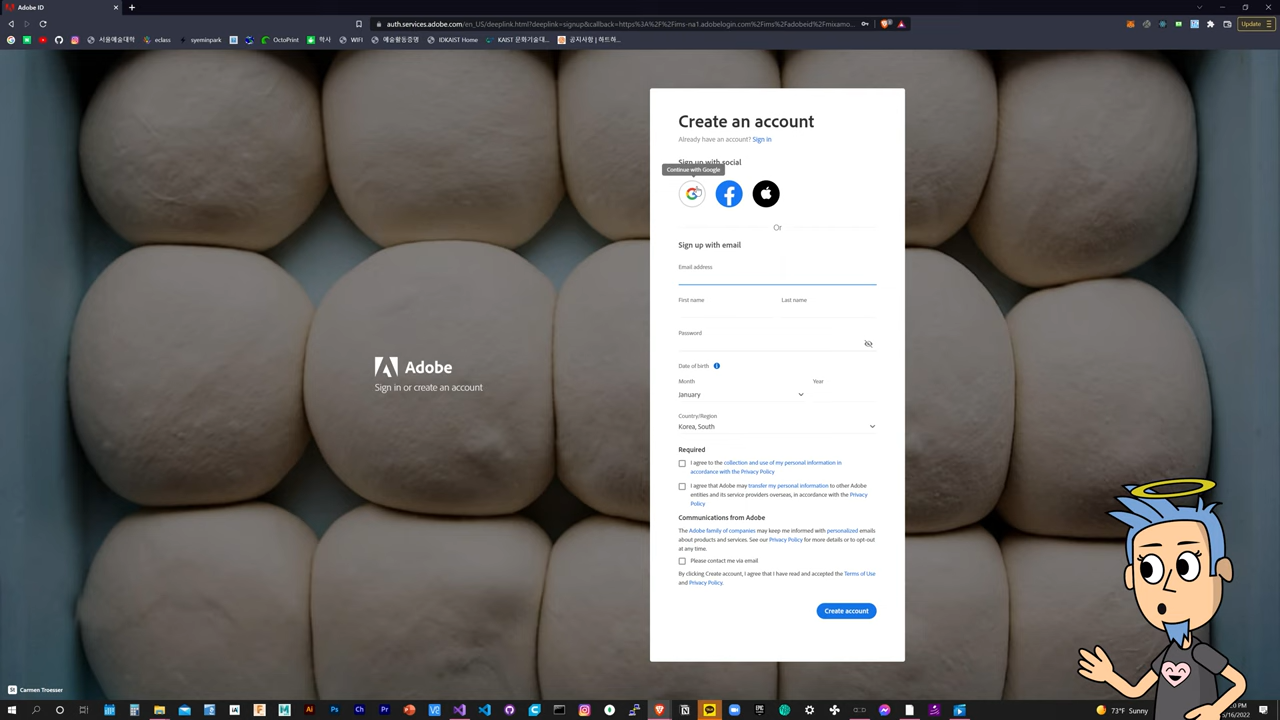 Adobe ID
auth.services.adobe.com/en_US/deeplink.html?deeplink=signup&callback=https%3A%2F%2Fims-na1.adobelogin.com%2Fims%2Fadobeid%2Fmixamo...
Update
서울예술대학.
eclass
yeminpark
OctoPrint
학사
WIFI
예술활동증명
IDKAIST Home
KAIST 문화기술대...
공지사항 | 하트하...
Create an account
Already have an account? Sign in
Sign up with social
Continue with Google
Or
Sign up with email
Email address
First name Last name
Password
Date of birth
Month Year
January
Country/Region
Korea, South
Required
I agree to the collection and use of my personal information in
accordance with the Privacy Policy
I agree that Adobe may transfer my personal information to other Adobe
entities and its service providers overseas, in accordance with the Privacy
Policy
Communications from Adobe
The Adobe family of companies may keep me informed with personalized emails
about products and services. See our Privacy Policy for more details or to opt-out
at any time.
Please contact me via email
By clicking Create account, I agree that I have read and accepted the Terms of Use
and Privacy Policy.
Create account
Adobe
Sign in or create an account
St Carmen Troesser
73°F Sunny